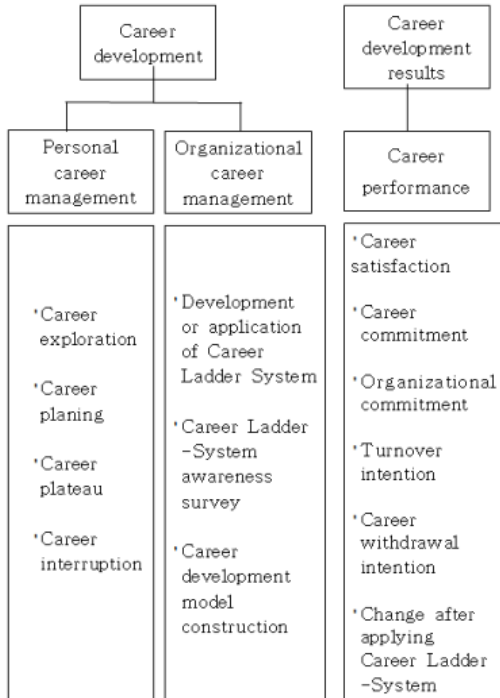 Career
development
Career
development
results
Personal
career
management
Organizational
career
management
Career
performance
•Career
exploration
•Career
planing
•Career
plateau
•Career
interruption
•Development
or application
of Career
Ladder System
•Career Ladder
-System
awareness
survey
•Career
development
model
construction
•Career
satisfaction
•Career
commitment
•Organizational
commitment
•Turnover
intention
•Career
withdrawal
intention
•Change after
applying
Career Ladder
-System